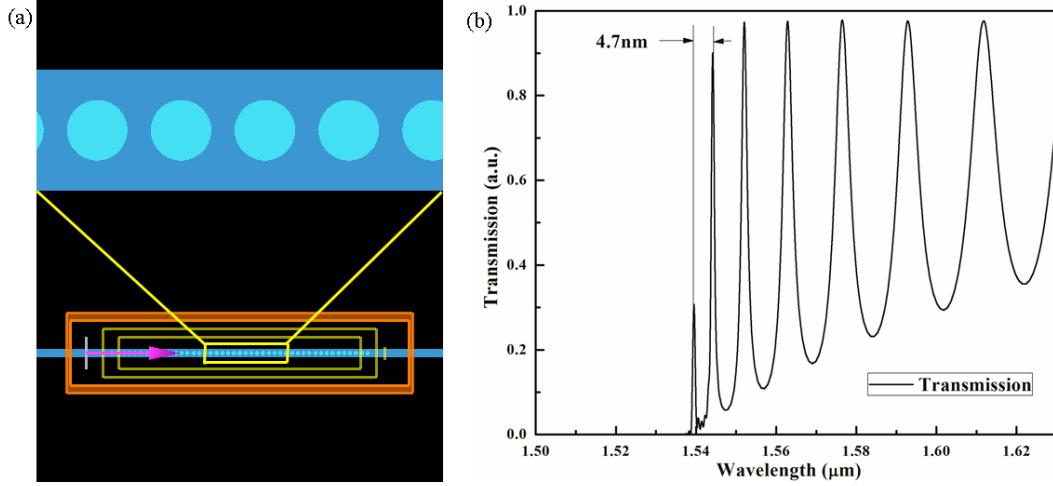 (a)
(b)
1.0
0.8
0.6
0.4
0.2
0.0
Transmission (a.u.)
4.7nm
Transmission
1.50
1.52
1.54
1.56
1.58
1.60
1.62
Wavelength (μm)